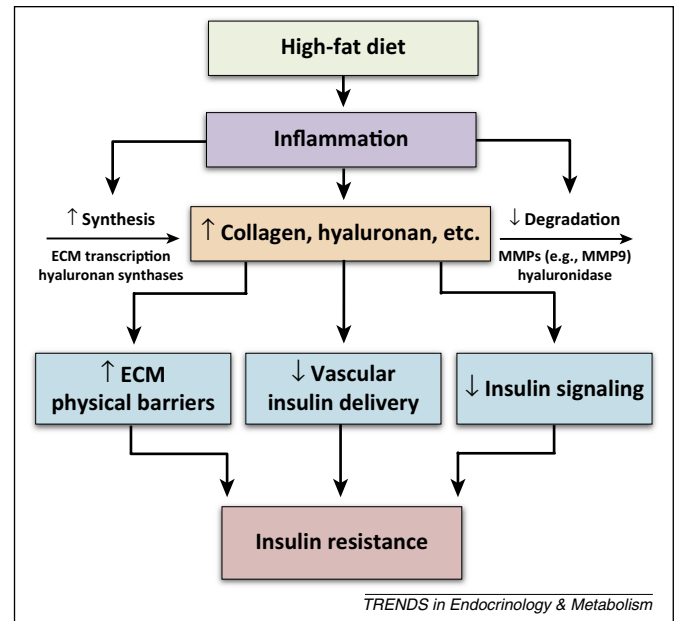 High-fat diet
Inflammation
↑ Synthesis
ECM transcription
hyaluronan synthases
↑ Collagen, hyaluronan, etc.
↓ Degradation
MMPs (e.g., MMP9)
hyaluronidase
↑ ECM
physical barriers
↓ Vascular
insulin delivery
↓ Insulin signaling
Insulin resistance
TRENDS in Endocrinology & Metabolism